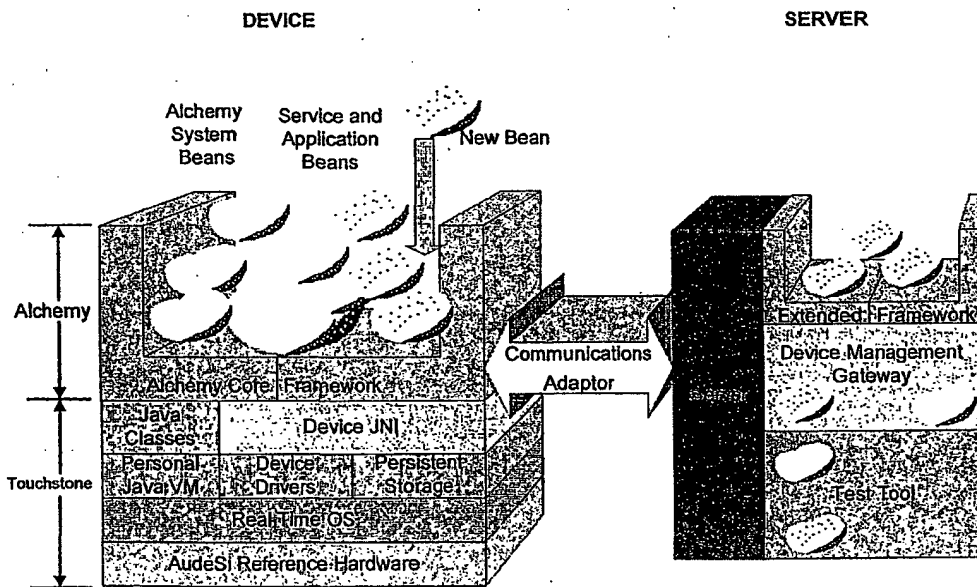 DEVICE
SERVER
Alchemy
System
Beans
Service and
Application
Beans
New Bean
Alchemy
Alchemy Core Framework
Communications
Adaptor
Extended Framework
Device Management
Gateway
Test Tool
Touchstone
Java
Classes
Device JNI
Personal
Java VM
Device
Drivers
Persistent
Storage
Real Time OS
AudeSI Reference Hardware